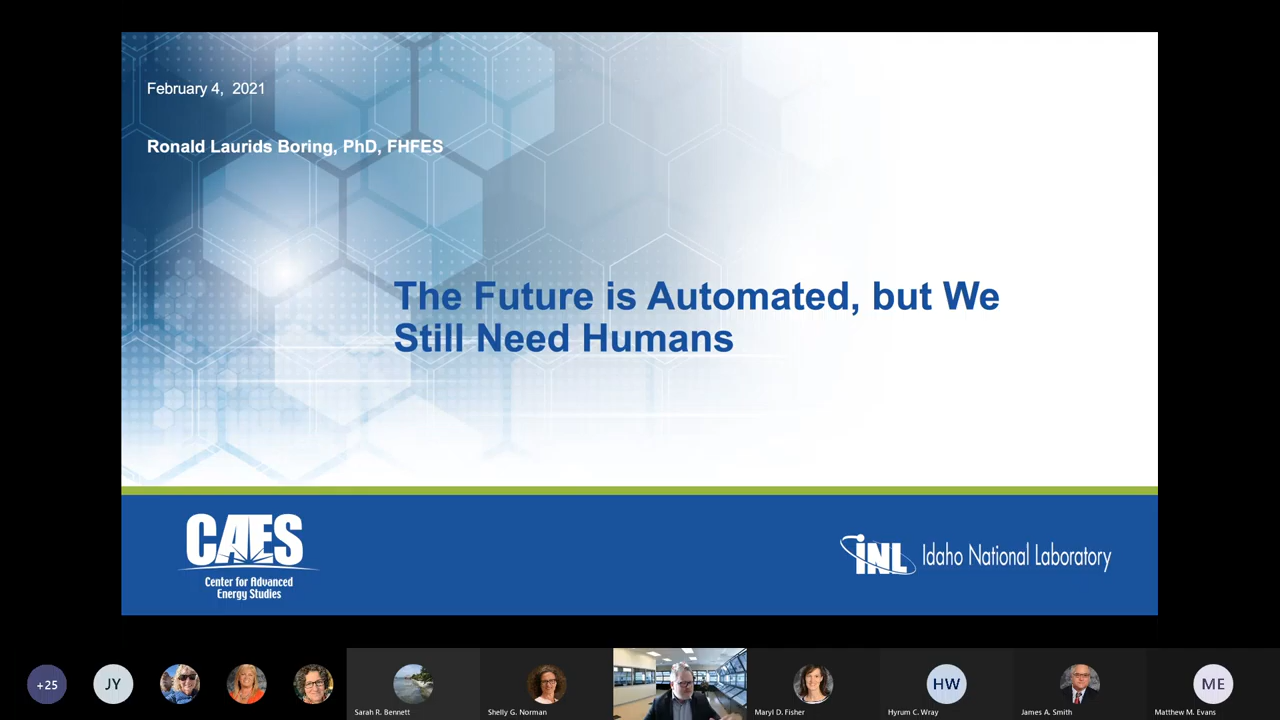 February 4, 2021
Ronald Laurids Boring, PhD, FHFES
The Future is Automated, but We
Still Need Humans
CAES
Center for Advanced
Energy Studies
INL Idaho National Laboratory
+25
JY
Sarah R. Bennett
Shelly G. Norman
Maryl D. Fisher
HW
Hyrum C. Wray
James A. Smith
ME
Matthew M. Evans